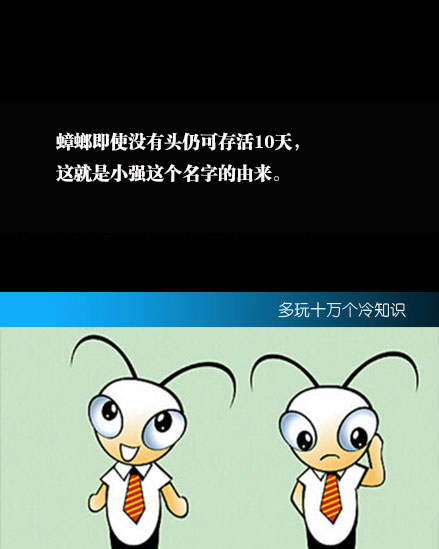 蟑螂即使没有头仍可存活10天，
这就是小强这个名字的由来。
多玩十万个冷知识